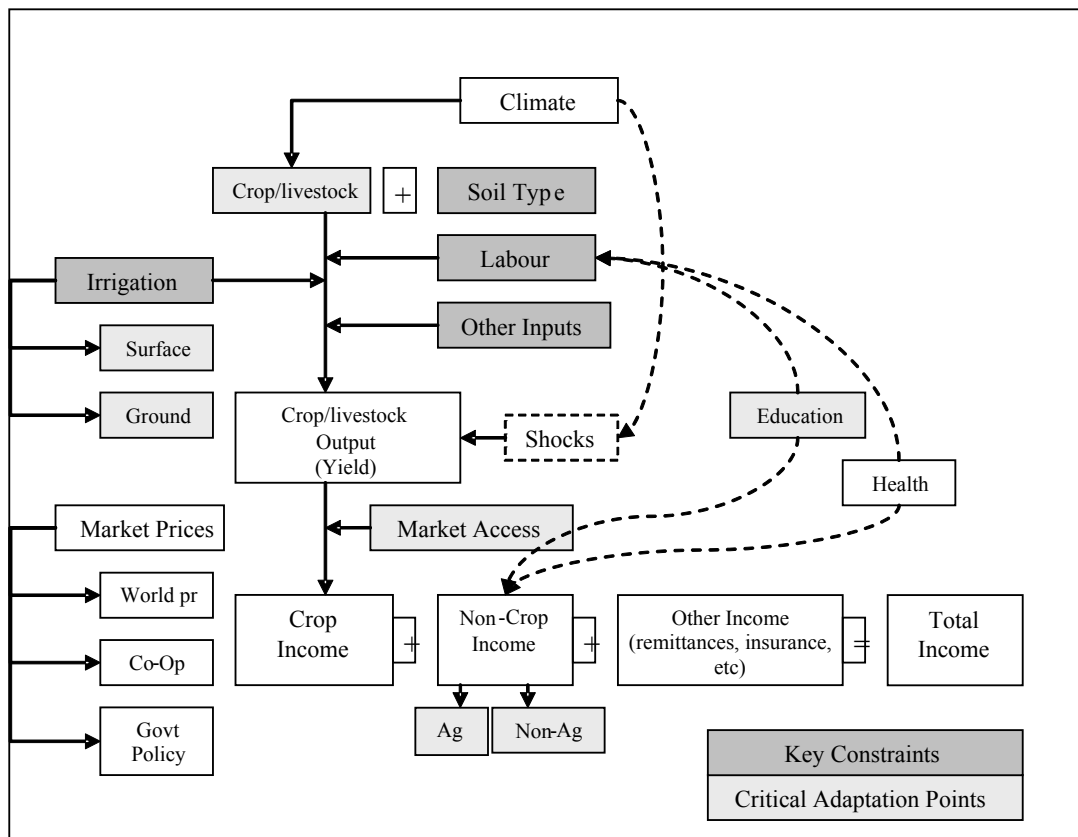 Climate
Crop/livestock
+
Soil Type
Labour
Irrigation
Other Inputs
Surface
Ground
Crop/livestock
Output
(Yield)
Shocks
Education
Health
Market Prices
Market Access
World pr
Crop
Income
+
Non-Crop
Income
+
Other Income
(remittances, insurance,
etc)
=
Total
Income
Co-Op
Govt
Policy
Ag
Non-Ag
Key Constraints
Critical Adaptation Points